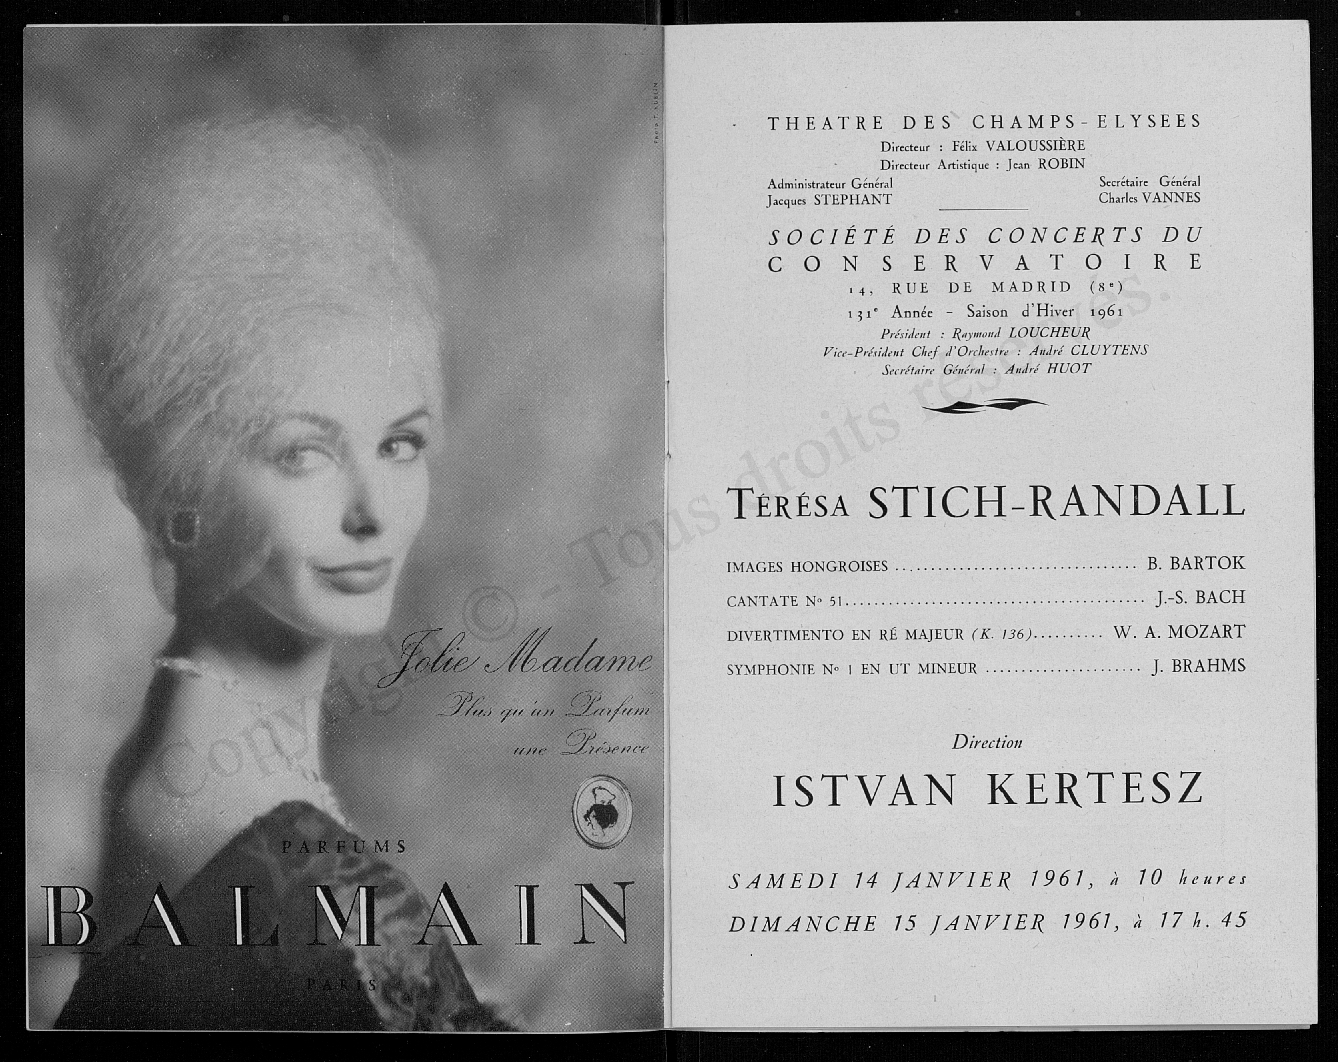 Photo T. AUBLIN
Jolie Madame
Plus qu'un Parfum
une Présence
PARFUMS
BALMAIN
PARIS
THEATRE DES CHAMPS-ELYSEES
Directeur : Félix VALOUSSIÈRE
Directeur Artistique : Jean ROBIN
Administrateur Général Secrétaire Général
Jacques STEPHANT Charles VANNES
SOCIÉTÉ DES CONCERTS DU
CONSERVATOIRE
14, RUE DE MADRID (8e)
131e Année - Saison d'Hiver 1961
Président : Raymond LOUCHEUR
Vice-Président Chef d'Orchestre : André CLUYTENS
Secrétaire Général : André HUOT
TÉRÉSA STICH-RANDALL
IMAGES HONGROISES ................................. B. BARTOK
CANTATE No 51.......................................... J.-S. BACH
DIVERTIMENTO EN RÉ MAJEUR (K. 136).......... W. A. MOZART
SYMPHONIE No 1 EN UT MINEUR ...................... J. BRAHMS
Direction
ISTVAN KERTESZ
SAMEDI 14 JANVIER 1961, à 10 heures
DIMANCHE 15 JANVIER 1961, à 17 h. 45
Copyright © - Tous droits réservés.